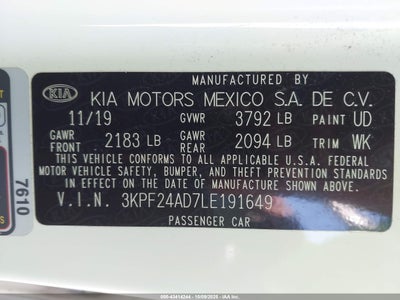 MANUFACTURED BY
KIA KIA MOTORS MEXICO S.A. DE C.V.
11/19 GVWR 3792 LB PAINT UD
GAWR FRONT 2183 LB GAWR REAR 2094 LB TRIM WK
THIS VEHICLE CONFORMS TO ALL APPLICABLE U.S.A. FEDERAL
MOTOR VEHICLE SAFETY, BUMPER, AND THEFT PREVENTION STANDARDS
IN EFFECT ON THE DATE OF MANUFACTURE SHOWN ABOVE.
V.I.N. 3KPF24AD7LE191649
PASSENGER CAR
7610